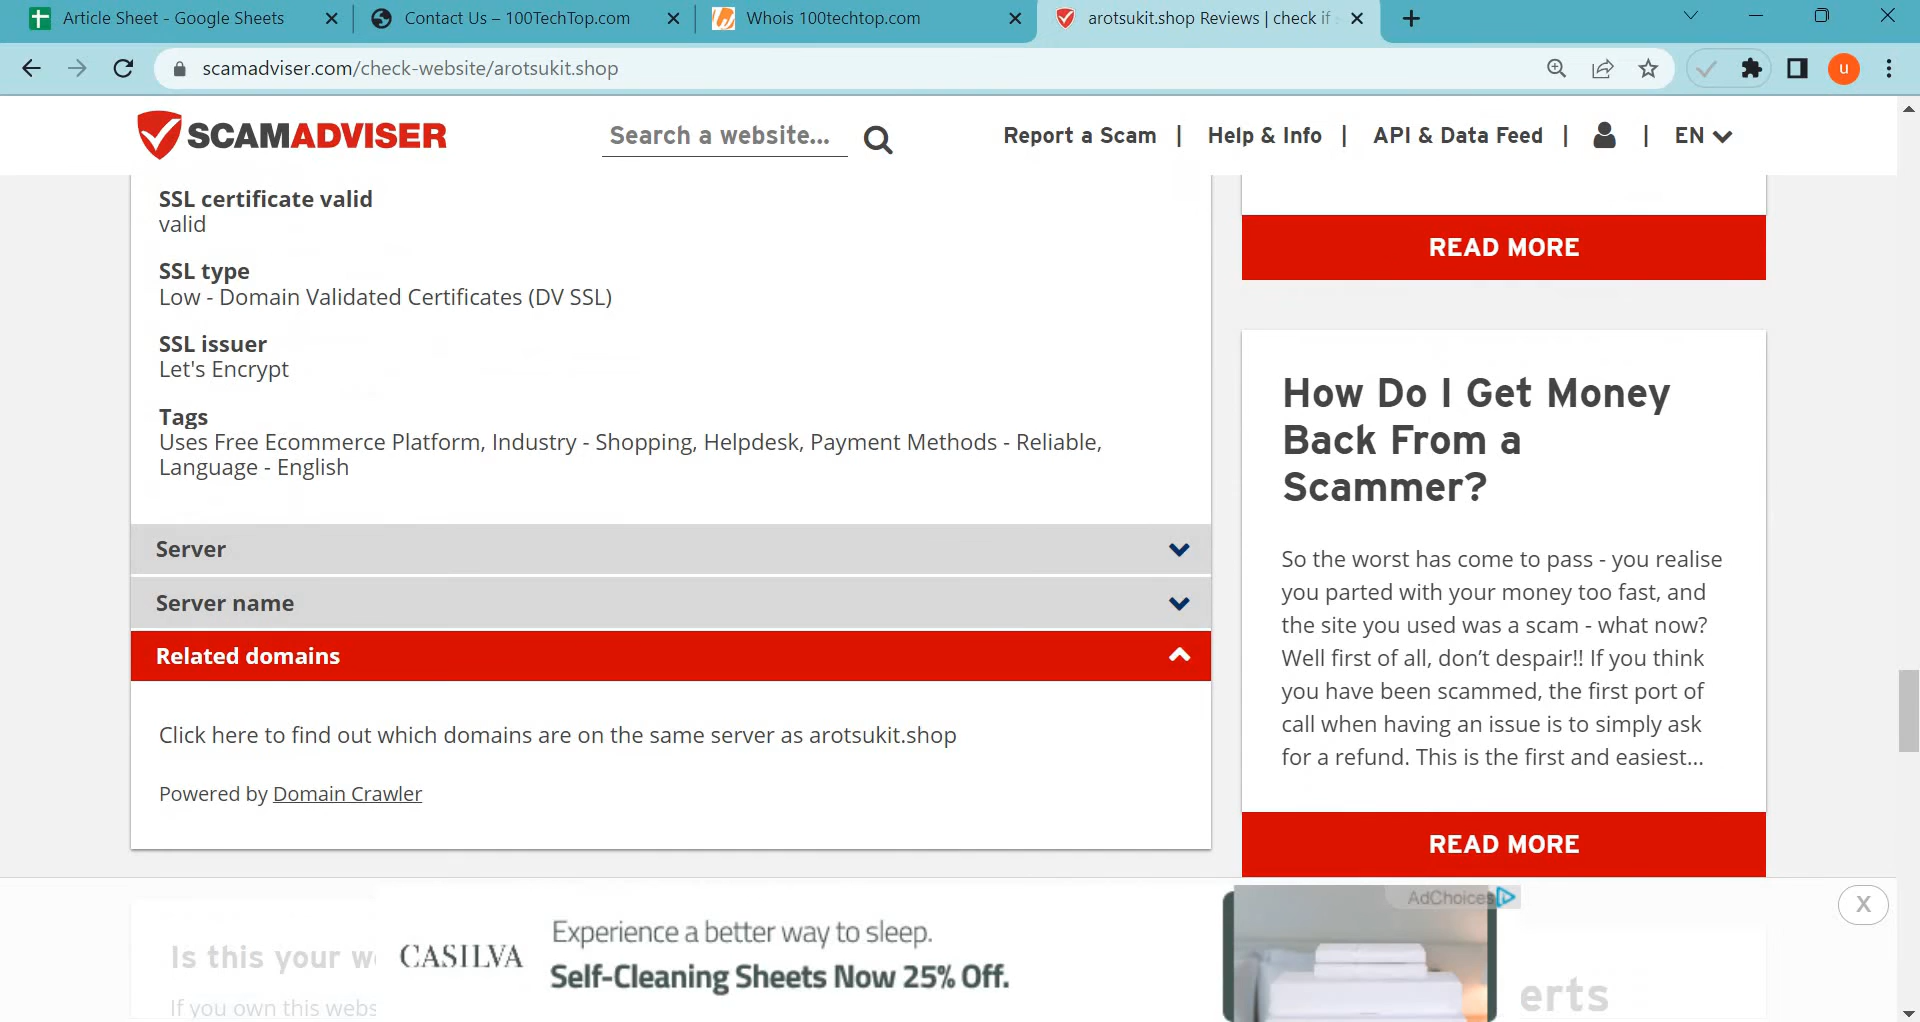 Article Sheet - Google Sheets
Contact Us – 100TechTop.com
Whois 100techtop.com
arotsukit.shop Reviews | check if
scamadviser.com/check-website/arotsukit.shop
u
SCAMADVISER
Search a website...
Report a Scam | Help & Info | API & Data Feed | | EN
SSL certificate valid
valid
SSL type
Low - Domain Validated Certificates (DV SSL)
SSL issuer
Let's Encrypt
Tags
Uses Free Ecommerce Platform, Industry - Shopping, Helpdesk, Payment Methods - Reliable,
Language - English
Server
Server name
Related domains
Click here to find out which domains are on the same server as arotsukit.shop
Powered by Domain Crawler
READ MORE
How Do I Get Money
Back From a
Scammer?
So the worst has come to pass - you realise
you parted with your money too fast, and
the site you used was a scam - what now?
Well first of all, don’t despair!! If you think
you have been scammed, the first port of
call when having an issue is to simply ask
for a refund. This is the first and easiest...
READ MORE
Is this your w
If you own this webs
CASILVA
Experience a better way to sleep.
Self-Cleaning Sheets Now 25% Off.
AdChoices
X
erts